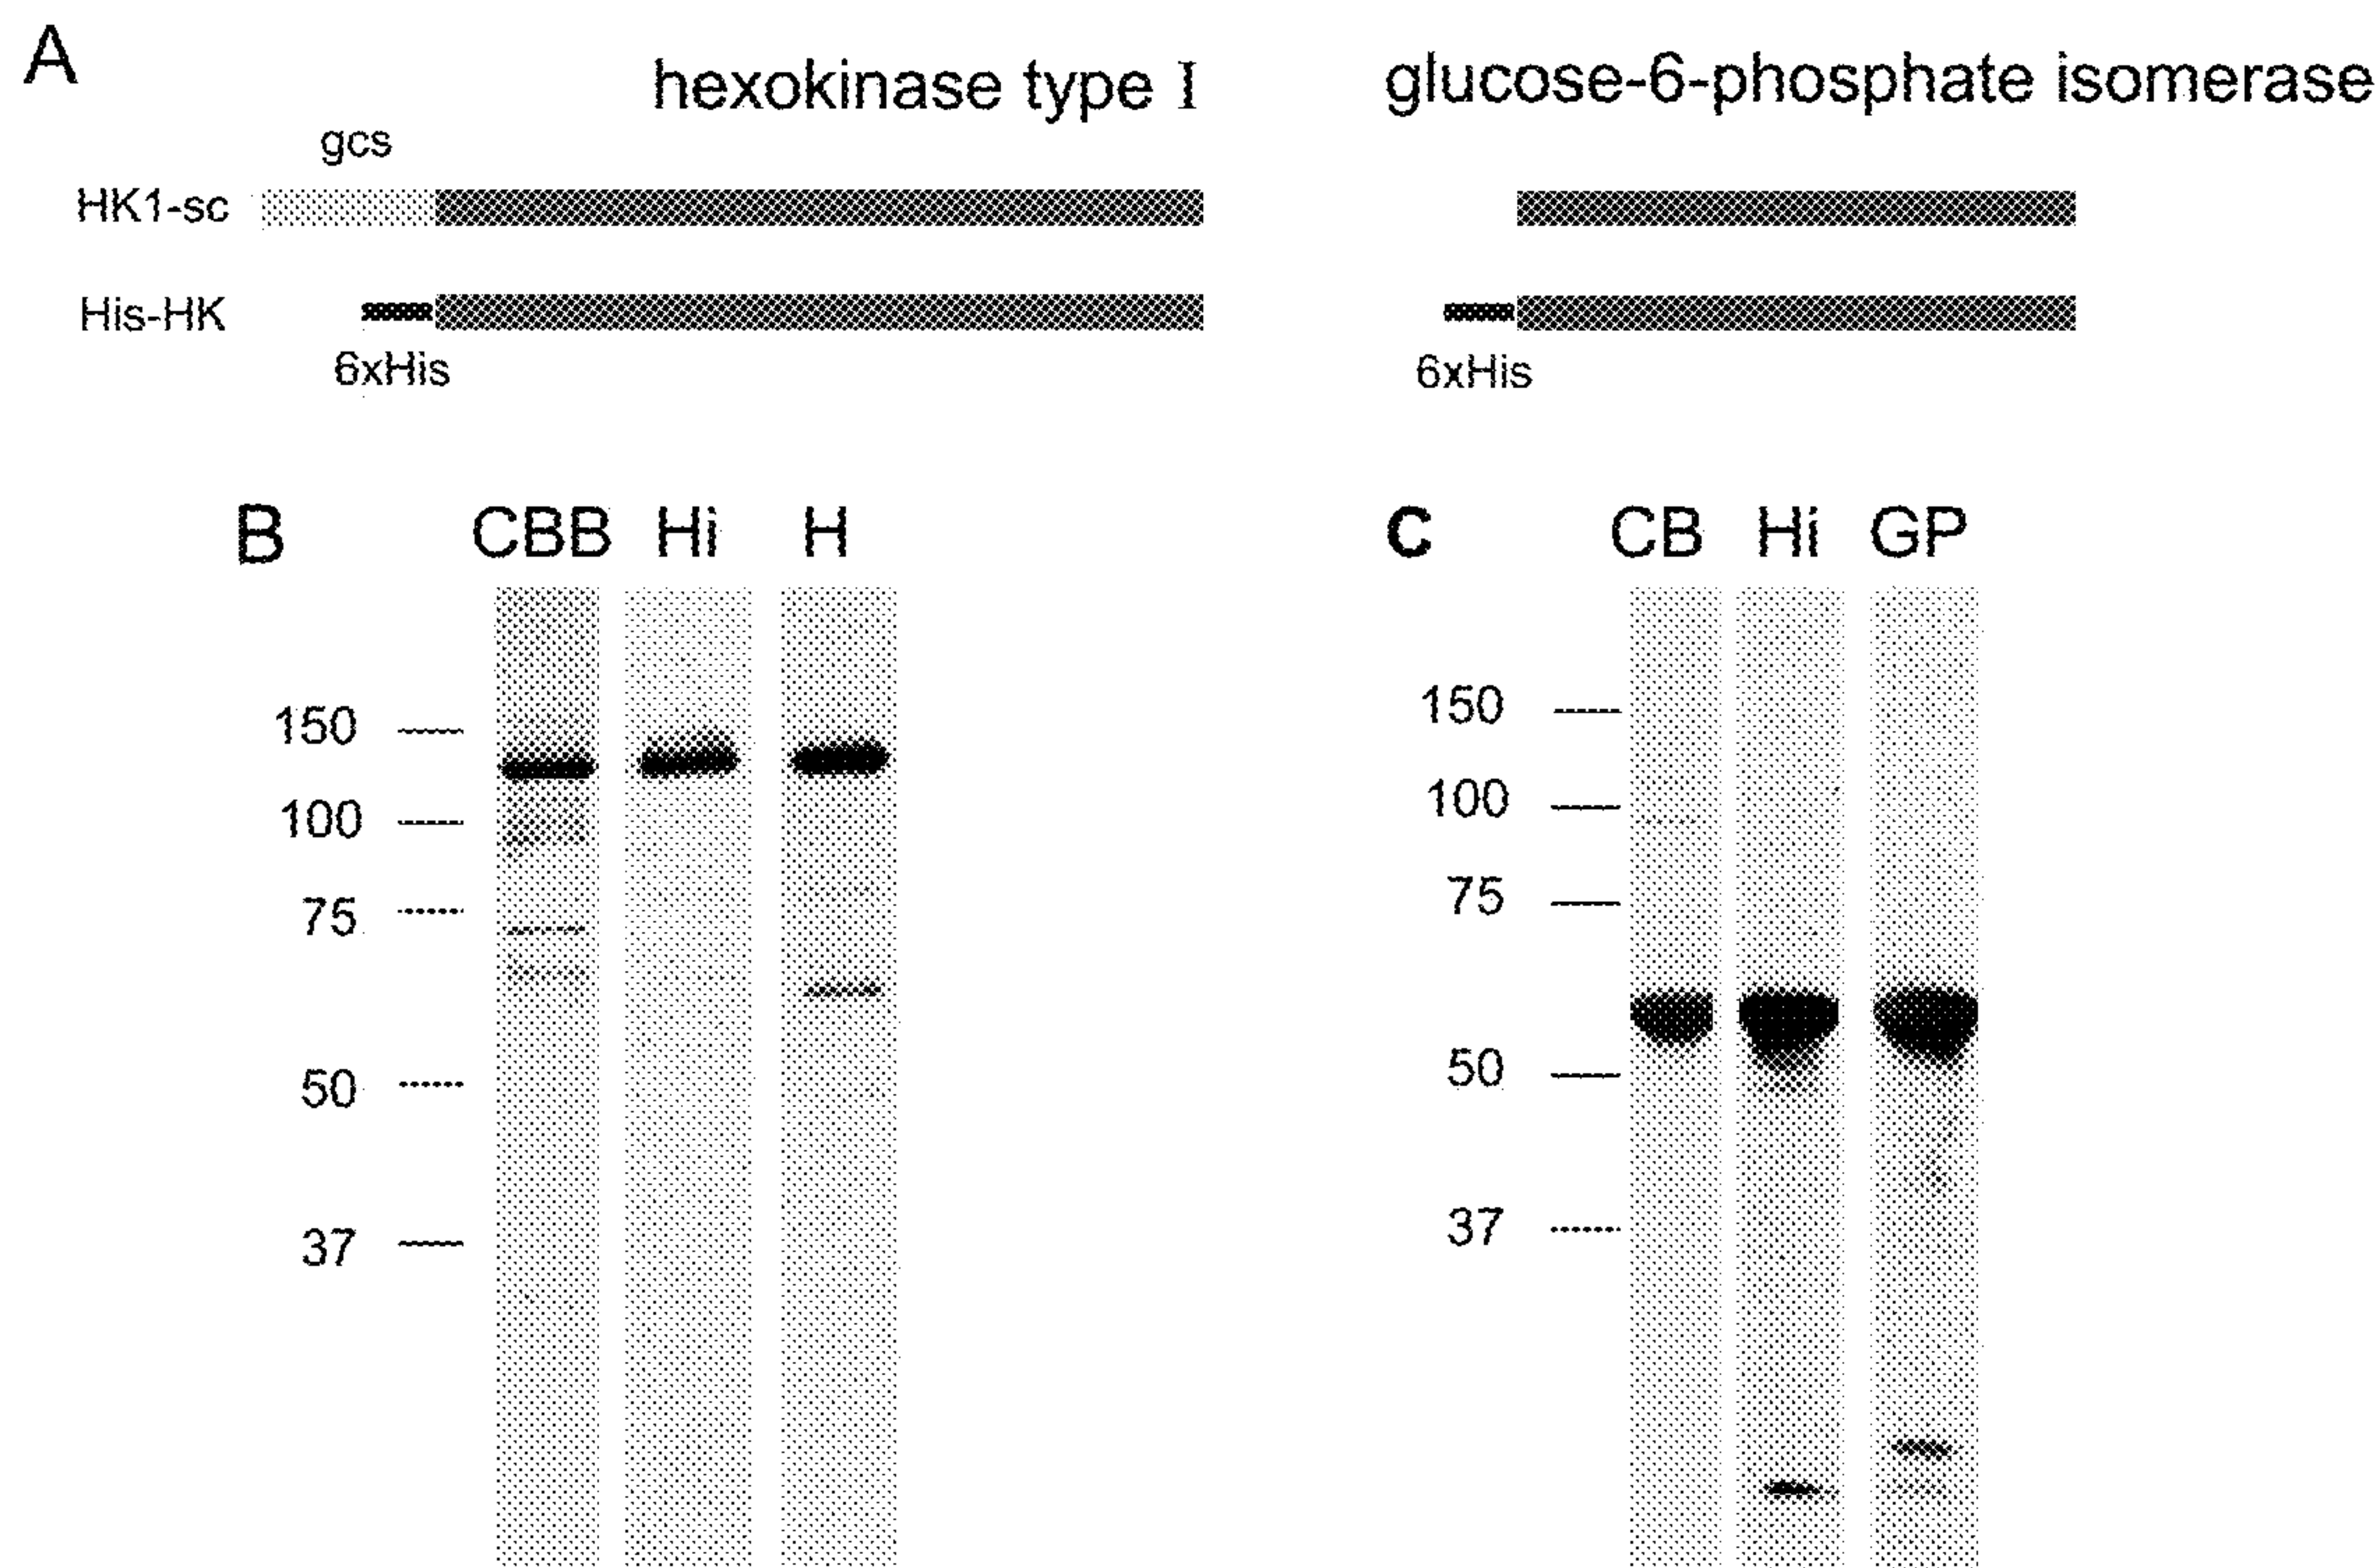 A
hexokinase type I
glucose-6-phosphate isomerase
gcs
HK1-sc
His-HK
6xHis
6xHis
B
CBB Hi H
150
100
75
50
37
C
CB Hi GP
150
100
75
50
37